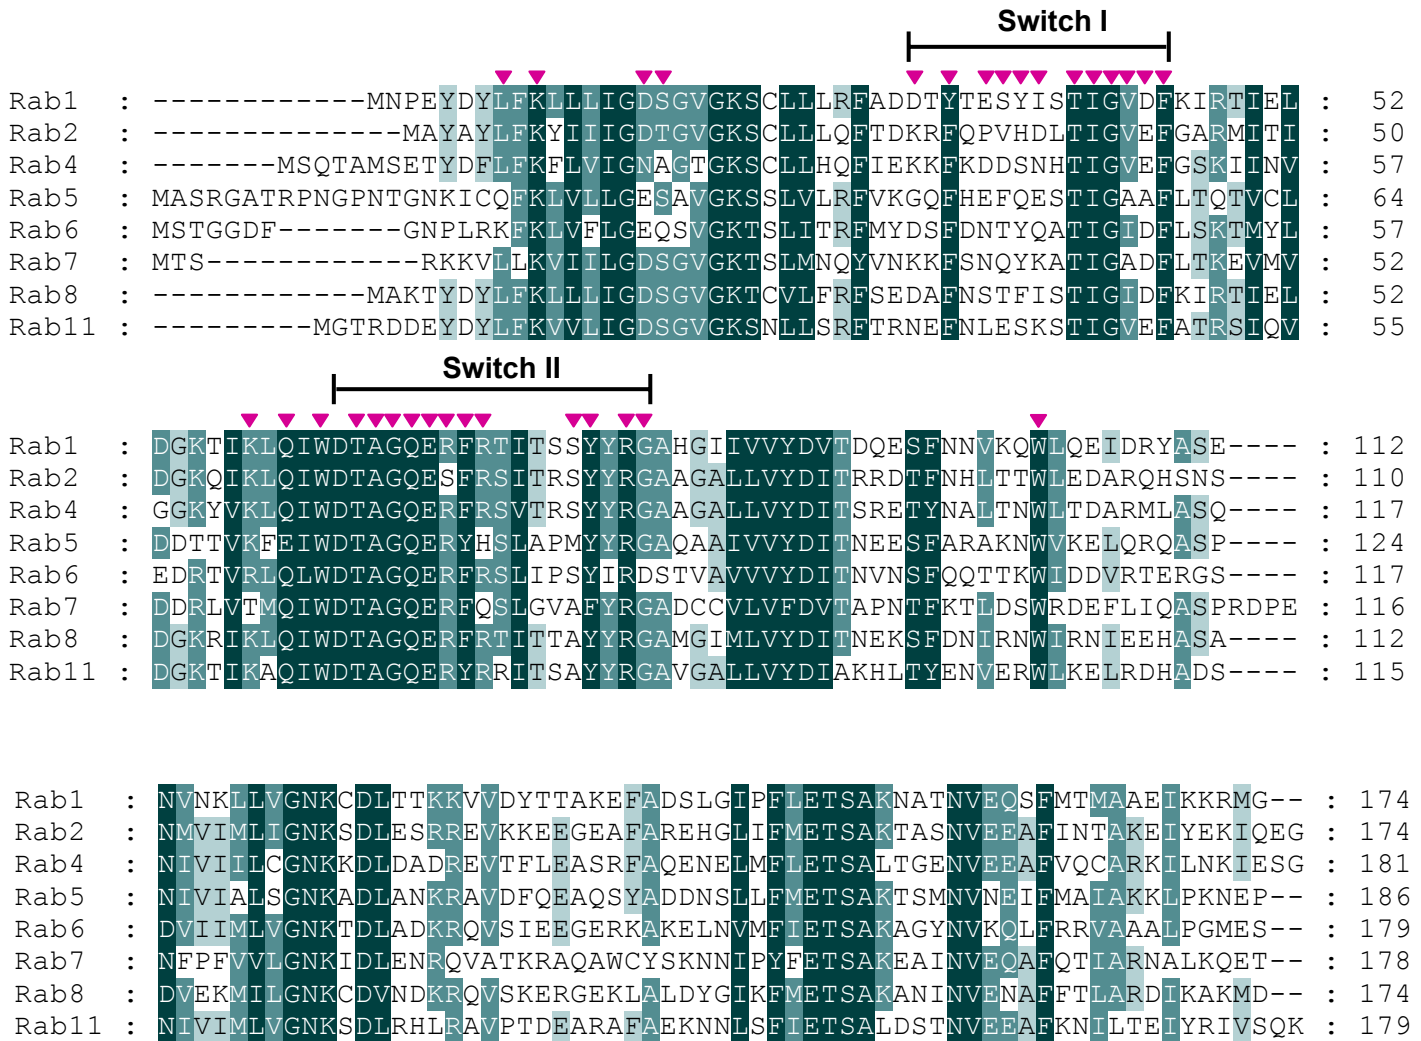 Switch I
Rab1 : ------------MNPEYDYLFKLLLIGDSGVGKSCLLLRFADDTYTESYISTIGVDFKIRTIEL : 52
Rab2 : --------------MAYAYLFKYIIIGDTGVGKSCLLLQFTDKRFQPVHDLTIGVEFGARMITI : 50
Rab4 : -------MSQTAMSETYDFLFKFLVIGNAGTGKSCLLHQFIEKKFKDDSNHTIGVEFGSKIINV : 57
Rab5 : MASRGATRPNGPNTGNKICQFKLVLLGESAVGKSSLVLRFVKGQFHEFQESTIGAAFLTQTVCL : 64
Rab6 : MSTGGDF-------GNPLRKFKLVFLGEQSVGKTSLITRFMYDSFDNTYQATIGIDFLSKTMYL : 57
Rab7 : MTS------------RKKVLLKVIILGDSGVGKTSLMNQYVNKKFSNQYKATIGADFLTKEVMV : 52
Rab8 : ------------MAKTYDYLFKLLLIGDSGVGKTCVLFRFSEDAFNSTFISTIGIDFKIRTIEL : 52
Rab11 : ---------MGTRDDEYDYLFKVVLIGDSGVGKSNLLSRFTRNEFNLESKSTIGVEFATRSIQV : 55
Switch II
Rab1 : DGKTIKLQIWDTAGQERFRTITSSYYRGAHGIIVVYDVTDQESFNNVKQWLQEIDRYASE---- : 112
Rab2 : DGKQIKLQIWDTAGQESFRSITRSYYRGAAGALLVYDITRRDTFNHLTTWLEDARQHSNS---- : 110
Rab4 : GGKYVKLQIWDTAGQERFRSVTRSYYRGAAGALLVYDITSRETYNALTNWLTDARMLASQ---- : 117
Rab5 : DDTTVKFEIWDTAGQERYHSLAPMYYRGAQAAIVVYDITNEESFARAKNWVKELQRQASP---- : 124
Rab6 : EDRTVRLQLWDTAGQERFRSLIPSYIRDSTVAVVVYDITNVNSFQQTTKWIDDVRTERGS---- : 117
Rab7 : DDRLVTMQIWDTAGQERFQSLGVAFYRGADCCVLVFDVTAPNTFKTLDSWRDEFLIQASPRDPE : 116
Rab8 : DGKRIKLQIWDTAGQERFRTITTAYYRGAMGIMLVYDITNEKSFDNIRNWIRNIEEHASA---- : 112
Rab11 : DGKTIKAQIWDTAGQERYRRITSAYYRGAVGALLVYDIAKHLTYENVERWLKELRDHADS---- : 115
Rab1 : NVNKLLVGNKCDLTTKKVVDYTTAKEFADSLGIPFLETSAKNATNVEQSFMTMAAEIKKRMG-- : 174
Rab2 : NMVIMLIGNKSDLESRREVKKEEGEAFAREHGLIFMETSAKTASNVEEAFINTAKEIYEKIQEG : 174
Rab4 : NIVIILCGNKKDLDADREVTFLEASRFAQENELMFLETSALTGENVEEAFVQCARKILNKIESG : 181
Rab5 : NIVIALSGNKADLANKRAVDFQEAQSYADDNSLLFMETSAKTSMNVNEIFMAIAKKLPKNEP-- : 186
Rab6 : DVIIMLVGNKTDLADKRQVSIEEGERKAKELNVMFIETSAKAGYNVKQLFRRVAAALPGMES-- : 179
Rab7 : NFPFVVLGNKIDLENRQVATKRAQAWCYSKNNIPYFETSAKEAINVEQAFQTIARNALKQET-- : 178
Rab8 : DVEKMILGNKCDVNDKRQVSKERGEKLALDYGIKFMETSAKANINVENAFFTLARDIKAKMD-- : 174
Rab11 : NIVIMLVGNKSDLRHLRAVPTDEARAFAEKNNLSFIETSALDSTNVEEAFKNILTEIYRIVSQK : 179